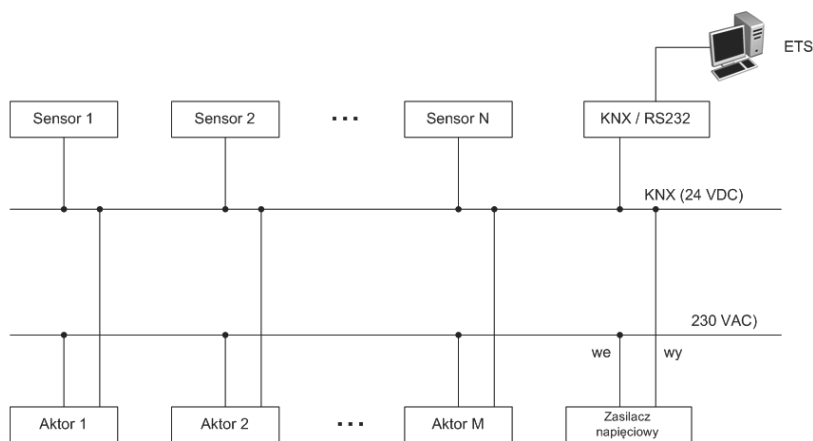 ETS
Sensor 1
Sensor 2
...
Sensor N
KNX / RS232
KNX (24 VDC)
230 VAC)
we
wy
Aktor 1
Aktor 2
...
Aktor M
Zasilacz
napięciowy